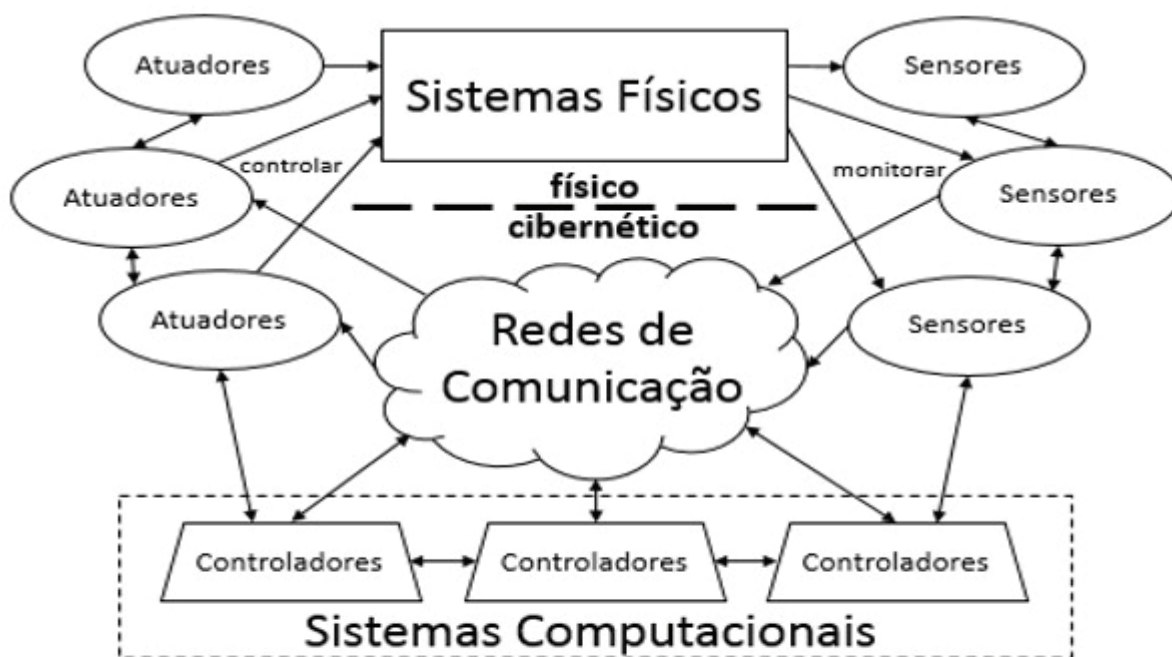 Atuadores
Sistemas Físicos
Sensores
Atuadores
controlar
monitorar
Sensores
físico
cibernético
Atuadores
Redes de
Comunicação
Sensores
Controladores
Controladores
Controladores
Sistemas Computacionais